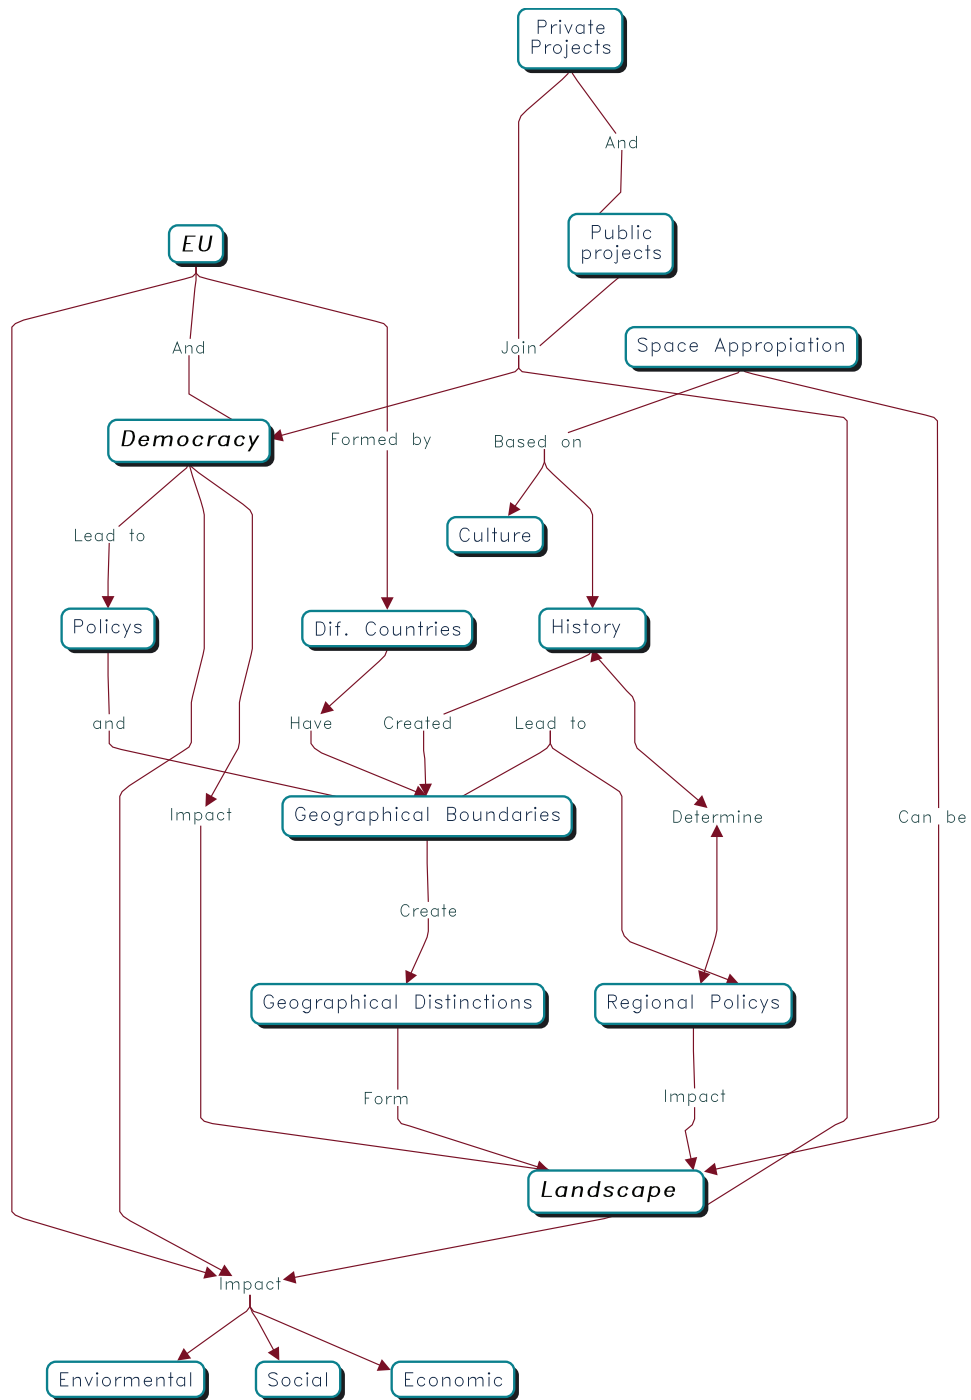 Private
Projects
And
Public
projects
EU
And
Join
Space Appropiation
Democracy
Formed by
Based on
Lead to
Culture
Policys
Dif. Countries
History
and
Have
Created
Lead to
Impact
Geographical Boundaries
Determine
Can be
Create
Geographical Distinctions
Regional Policys
Form
Impact
Landscape
Impact
Enviormental
Social
Economic